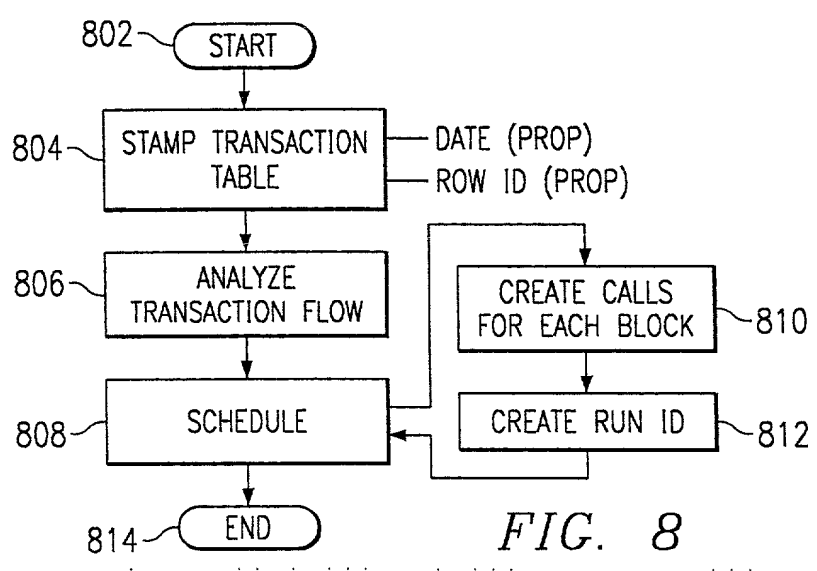 802
START
804
STAMP TRANSACTION
TABLE
DATE (PROP)
ROW ID (PROP)
806
ANALYZE
TRANSACTION FLOW
CREATE CALLS
FOR EACH BLOCK
810
808
SCHEDULE
CREATE RUN ID
812
814
END
FIG. 8